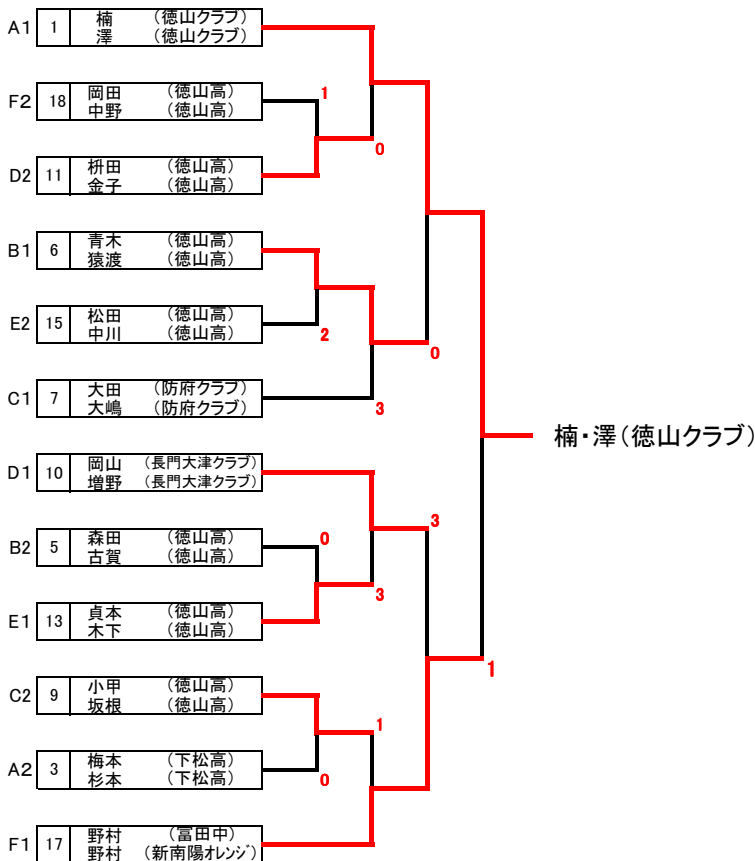 A1 1 楠 (徳山クラブ)
澤 (徳山クラブ)
F2 18 岡田 (徳山高)
中野 (徳山高)
1
0
D2 11 枡田 (徳山高)
金子 (徳山高)
B1 6 青木 (徳山高)
猿渡 (徳山高)
E2 15 松田 (徳山高)
中川 (徳山高)
2
0
C1 7 大田 (防府クラブ)
大嶋 (防府クラブ)
3
楠・澤(徳山クラブ)
D1 10 岡山 (長門大津クラブ)
増野 (長門大津クラブ)
3
B2 5 森田 (徳山高)
古賀 (徳山高)
0
3
E1 13 貞本 (徳山高)
木下 (徳山高)
1
C2 9 小甲 (徳山高)
坂根 (徳山高)
1
A2 3 梅本 (下松高)
杉本 (下松高)
0
F1 17 野村 (富田中)
野村 (新南陽オレンジ)